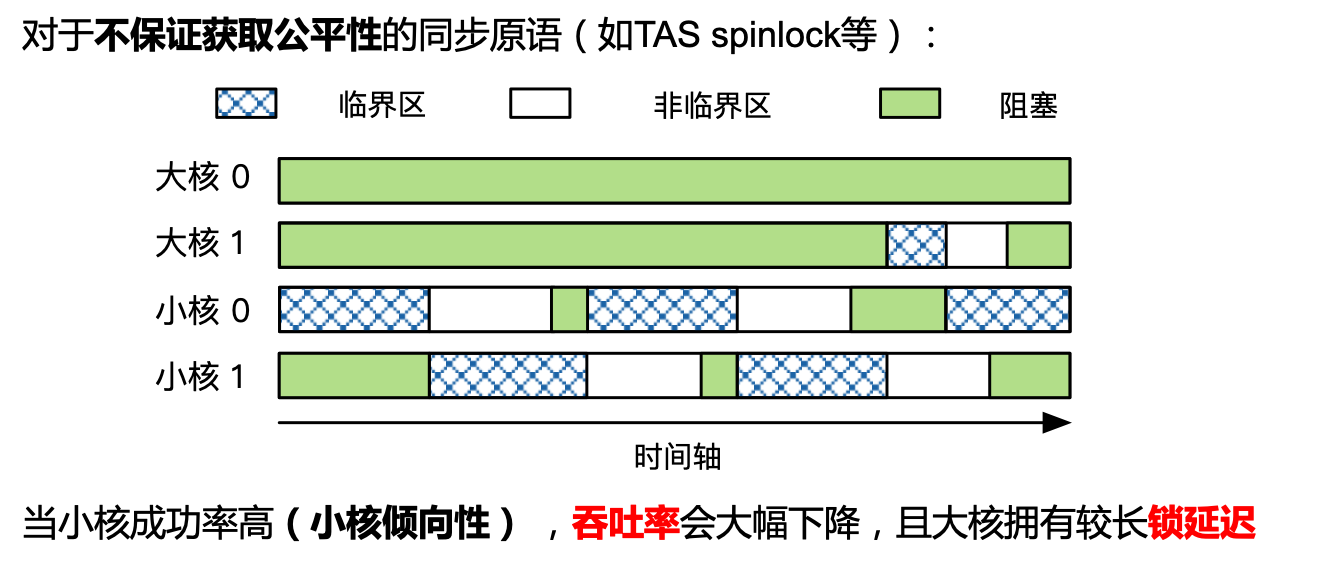 对于不保证获取公平性的同步原语（如TAS spinlock等）：
临界区 非临界区 阻塞
大核 0
大核 1
小核 0
小核 1
时间轴
当小核成功率高（小核倾向性），吞吐率会大幅下降，且大核拥有较长锁延迟